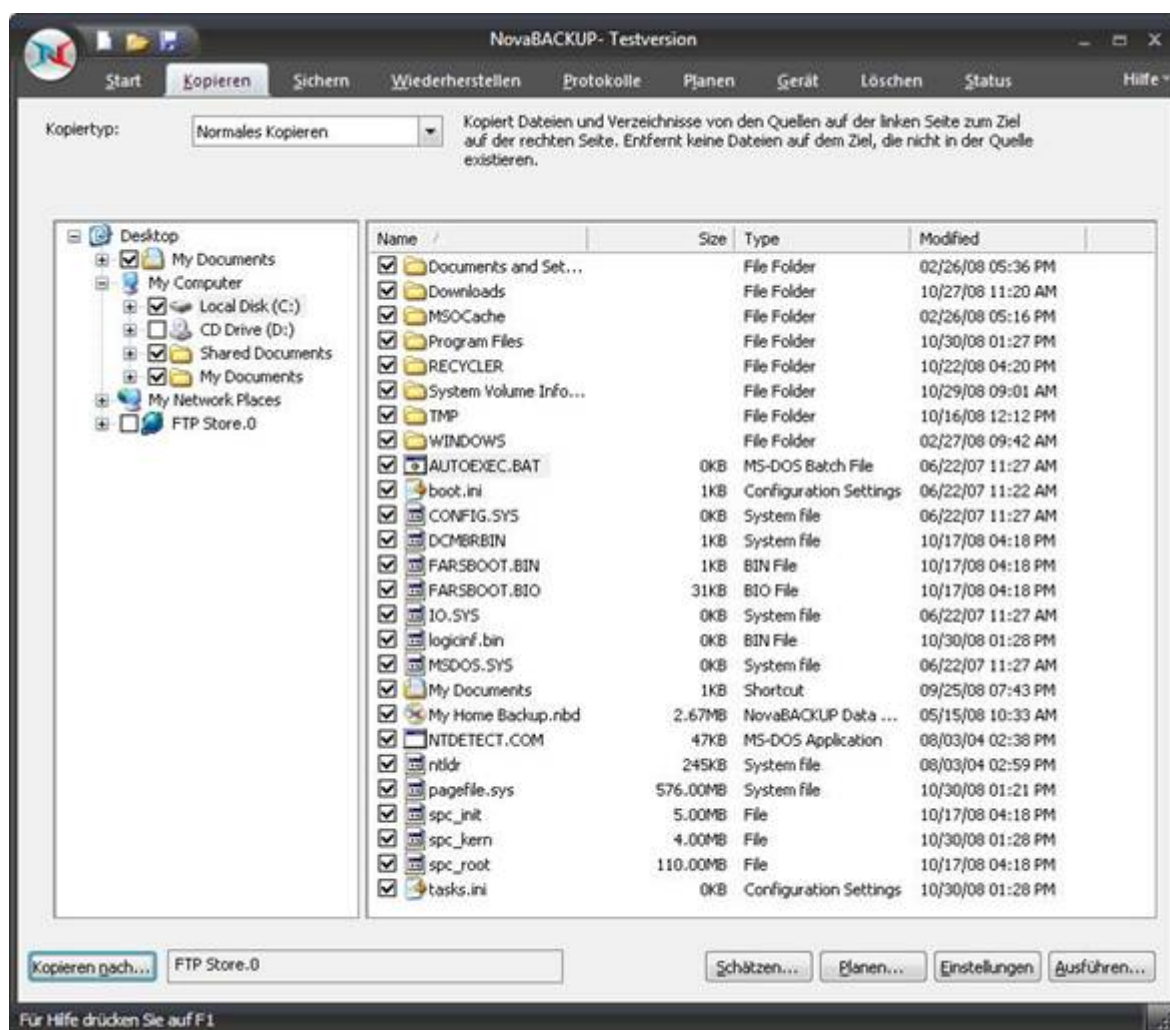 NovaBACKUP- Testversion
Start Kopieren Sichern Wiederherstellen Protokolle Planen Gerät Löschen Status Hilfe
Kopiertyp: Normales Kopieren
Kopiert Dateien und Verzeichnisse von den Quellen auf der linken Seite zum Ziel
auf der rechten Seite. Entfernt keine Dateien auf dem Ziel, die nicht in der Quelle
existieren.
Desktop
My Documents
My Computer
Local Disk (C:)
CD Drive (D:)
Shared Documents
My Documents
My Network Places
FTP Store.0
Name Size Type Modified
Documents and Set... File Folder 02/26/08 05:36 PM
Downloads File Folder 10/27/08 11:20 AM
MSOCache File Folder 02/26/08 05:16 PM
Program Files File Folder 10/30/08 01:27 PM
RECYCLER File Folder 10/22/08 04:20 PM
System Volume Info... File Folder 10/29/08 09:01 AM
TMP File Folder 10/16/08 12:12 PM
WINDOWS File Folder 02/27/08 09:42 AM
AUTOEXEC.BAT 0KB MS-DOS Batch File 06/22/07 11:27 AM
boot.ini 1KB Configuration Settings 06/22/07 11:22 AM
CONFIG.SYS 0KB System file 06/22/07 11:27 AM
DCMBRBIN 1KB System file 10/17/08 04:18 PM
FARSBOOT.BIN 1KB BIN File 10/17/08 04:18 PM
FARSBOOT.BIO 31KB BIO File 10/17/08 04:18 PM
IO.SYS 0KB System file 06/22/07 11:27 AM
logicinf.bin 0KB BIN File 10/30/08 01:28 PM
MSDOS.SYS 0KB System file 06/22/07 11:27 AM
My Documents 1KB Shortcut 09/25/08 07:43 PM
My Home Backup.nbd 2.67MB NovaBACKUP Data ... 05/15/08 10:33 AM
NTDETECT.COM 47KB MS-DOS Application 08/03/04 02:38 PM
ntldr 245KB System file 08/03/04 02:59 PM
pagefile.sys 576.00MB System file 10/30/08 01:21 PM
spc_init 5.00MB File 10/17/08 04:18 PM
spc_kern 4.00MB File 10/30/08 01:28 PM
spc_root 110.00MB File 10/17/08 04:18 PM
tasks.ini 0KB Configuration Settings 10/30/08 01:28 PM
Kopieren nach... FTP Store.0 Schätzen... Planen... Einstellungen Ausführen...
Für Hilfe drücken Sie auf F1